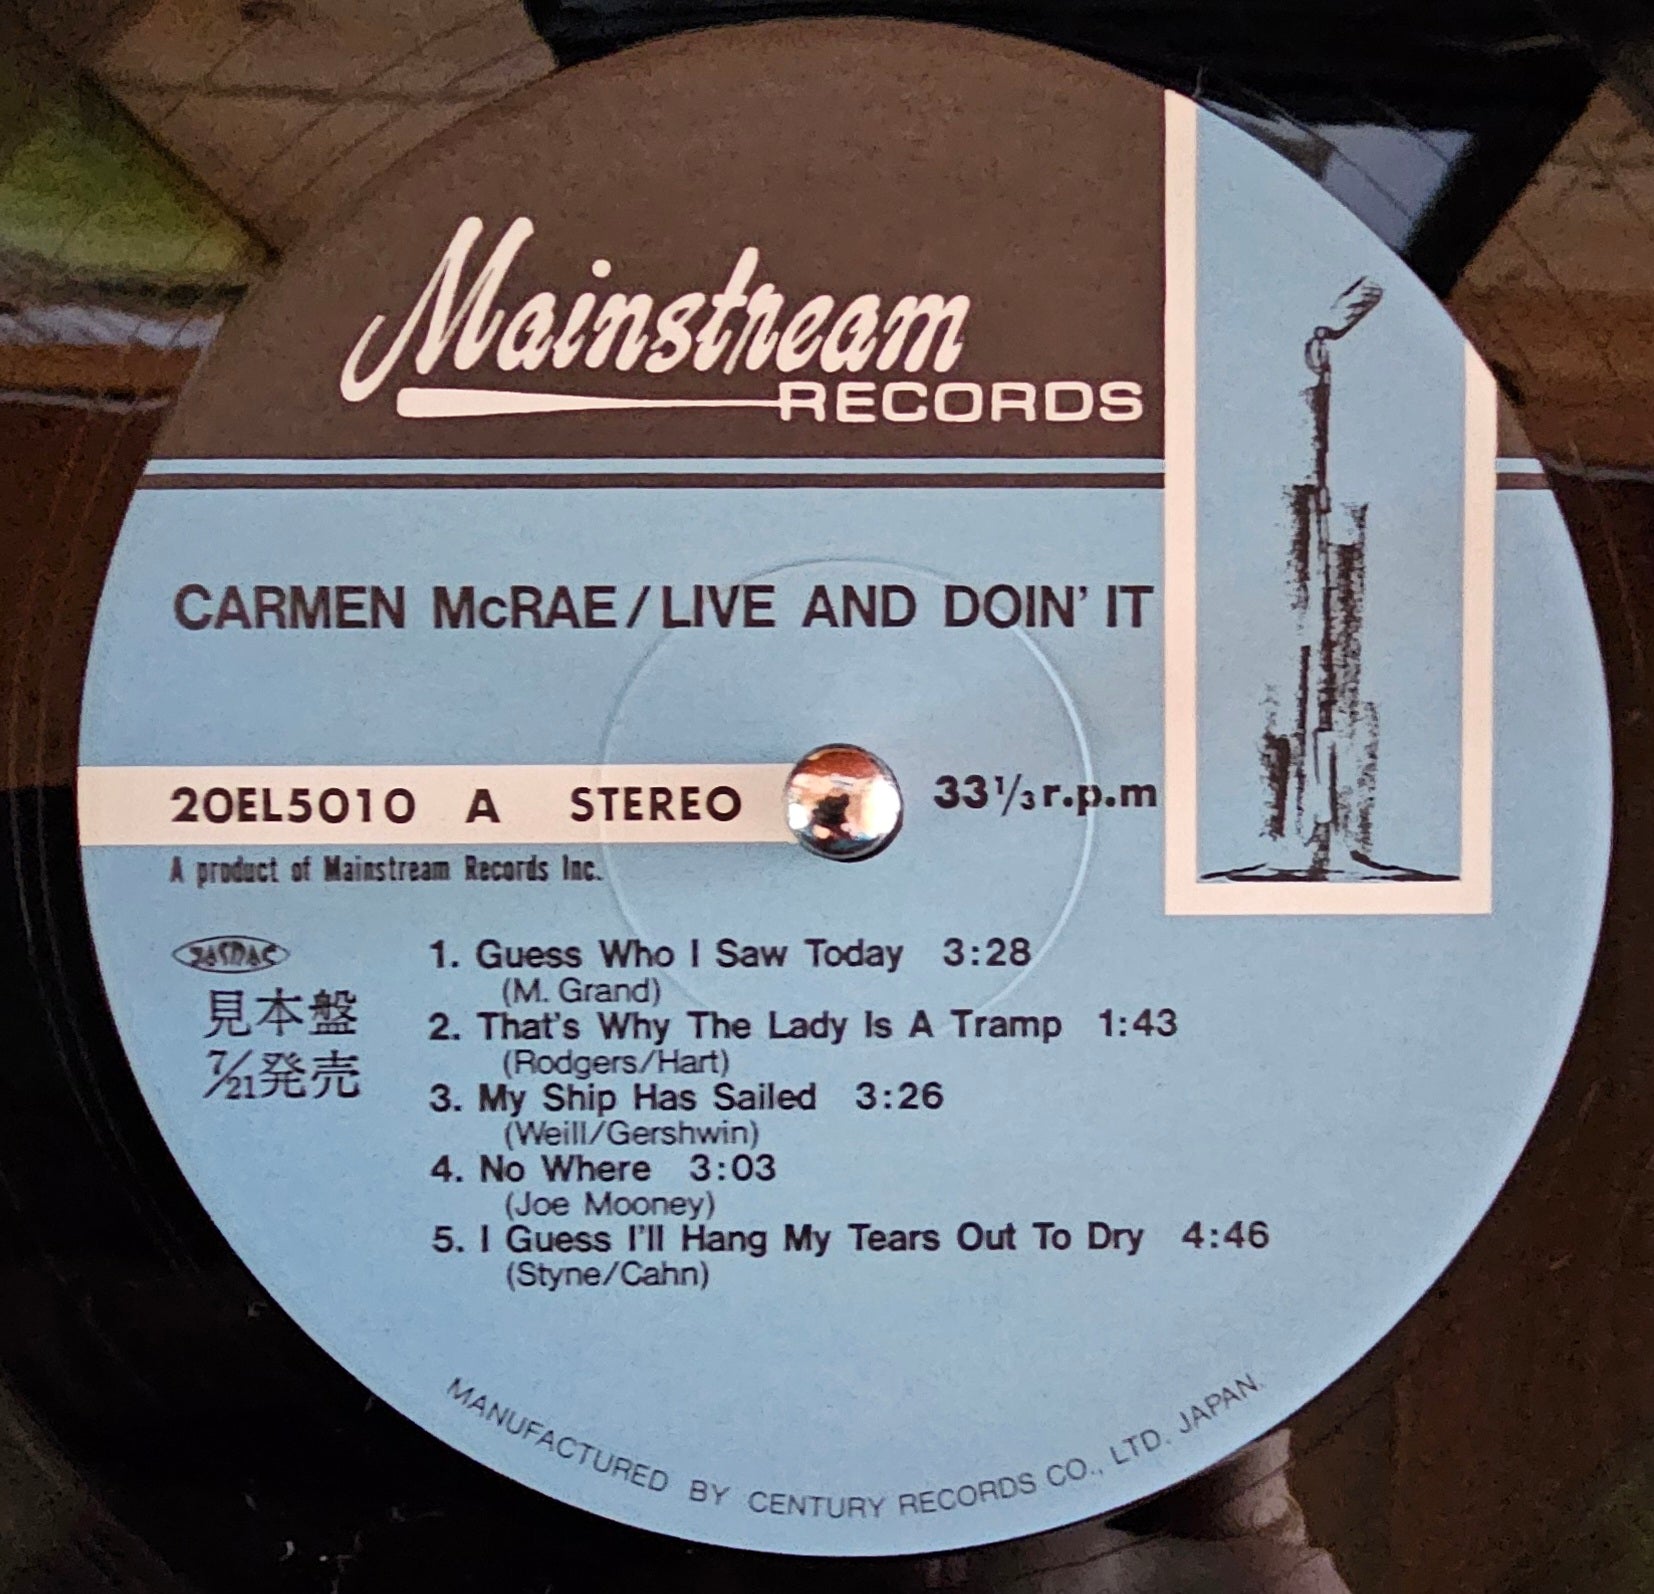 Mainstream
RECORDS
CARMEN McRAE/LIVE AND DOIN' IT
20EL5010 A STEREO
33 1/3 r.p.m
A product of Mainstream Records Inc.
JASRAC
見本盤
7/21発売
1. Guess Who I Saw Today 3:28
(M. Grand)
2. That's Why The Lady Is A Tramp 1:43
(Rodgers/Hart)
3. My Ship Has Sailed 3:26
(Weill/Gershwin)
4. No Where 3:03
(Joe Mooney)
5. I Guess I'll Hang My Tears Out To Dry 4:46
(Styne/Cahn)
MANUFACTURED BY CENTURY RECORDS CO., LTD. JAPAN.